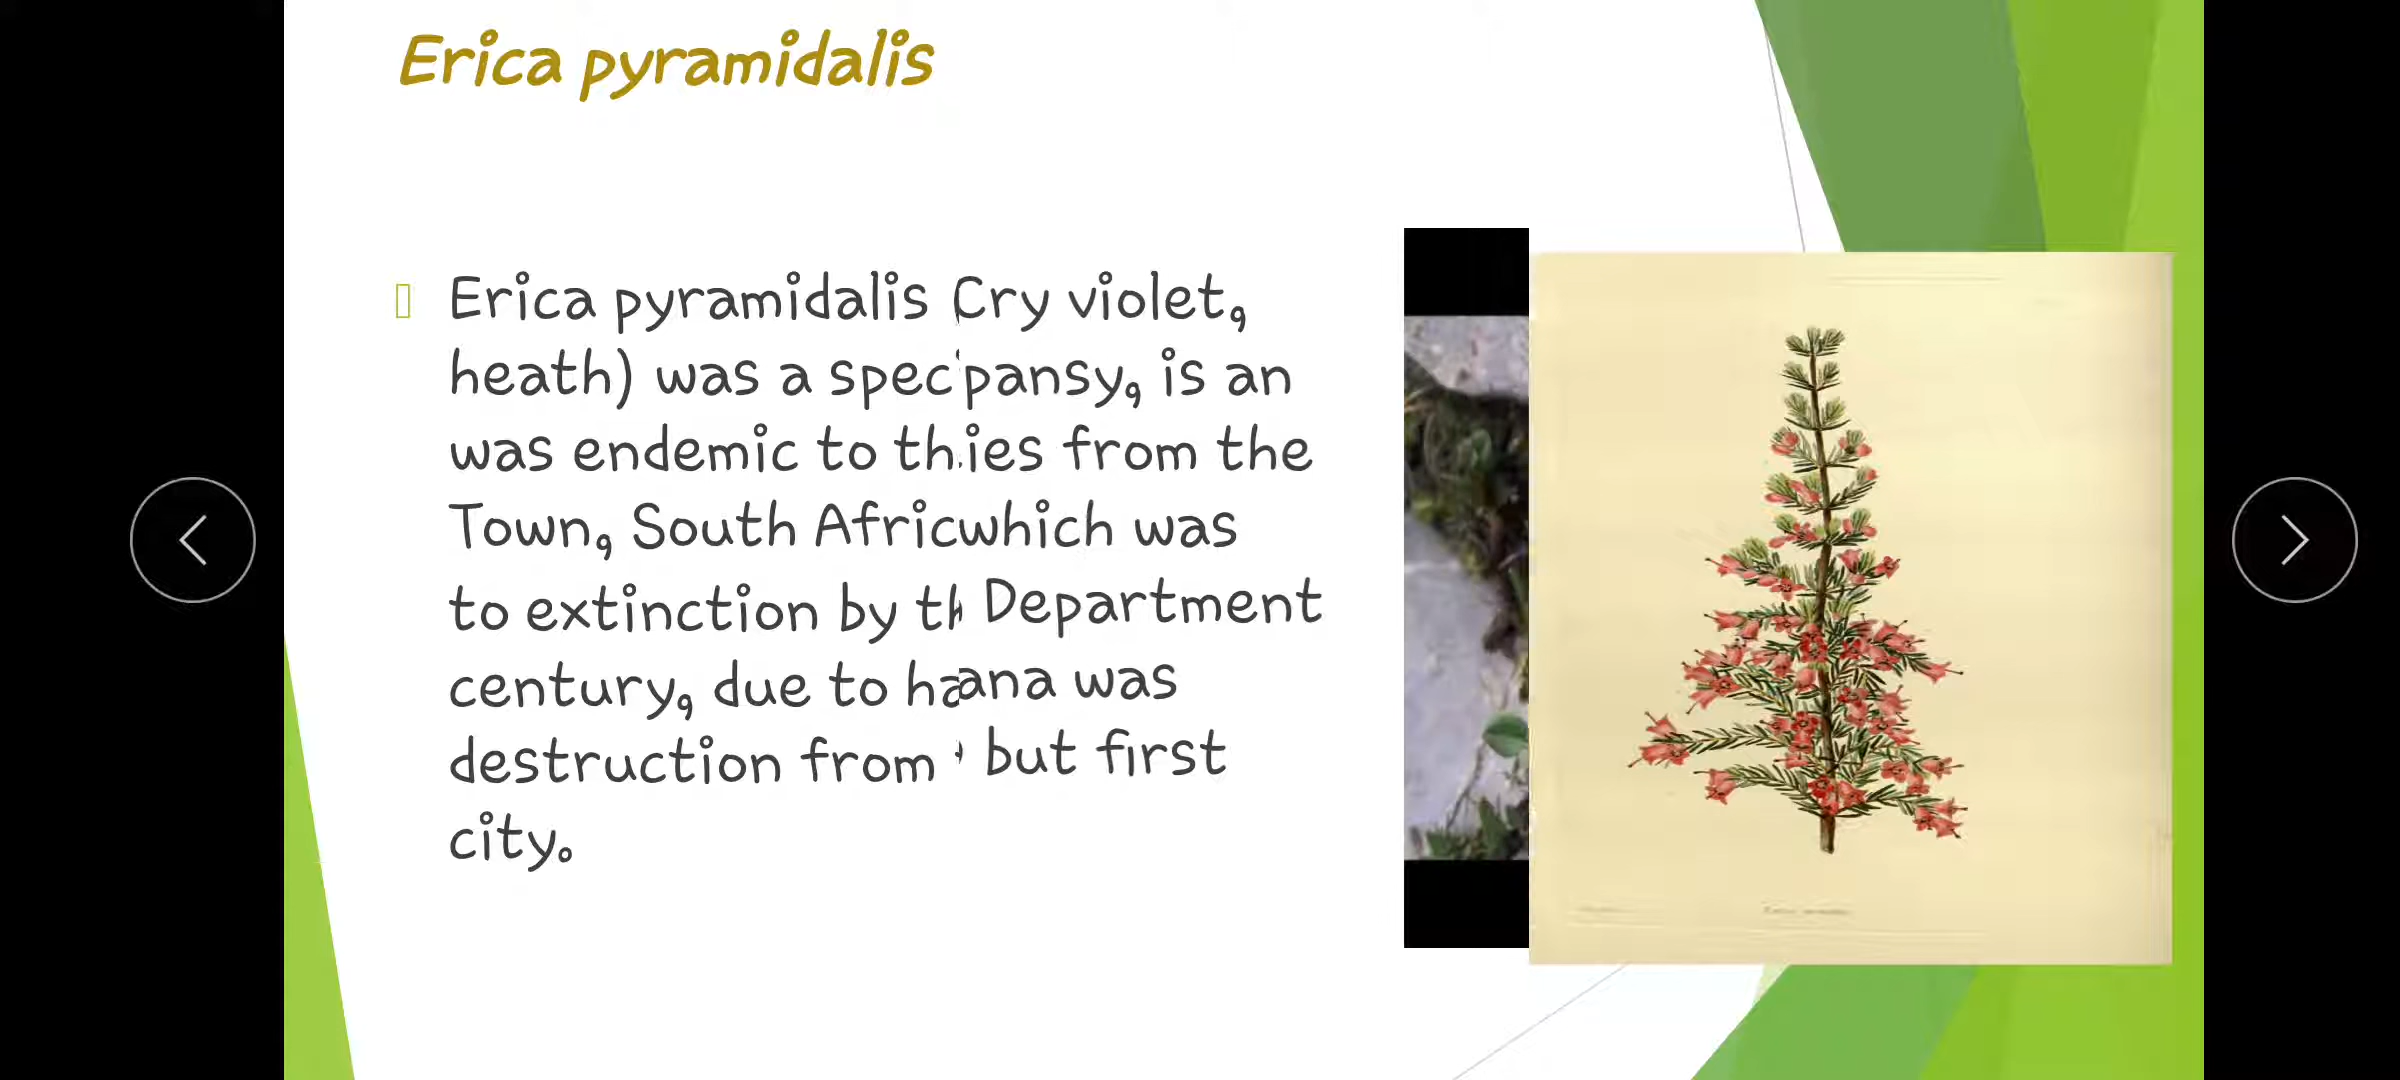 Erica pyramidalis
Erica pyramidalis Cry violet,
heath) was a spec pansy, is an
was endemic to th ies from the
Town, South Afric which was
to extinction by th Department
century, due to ha ana was
destruction from but first
city.